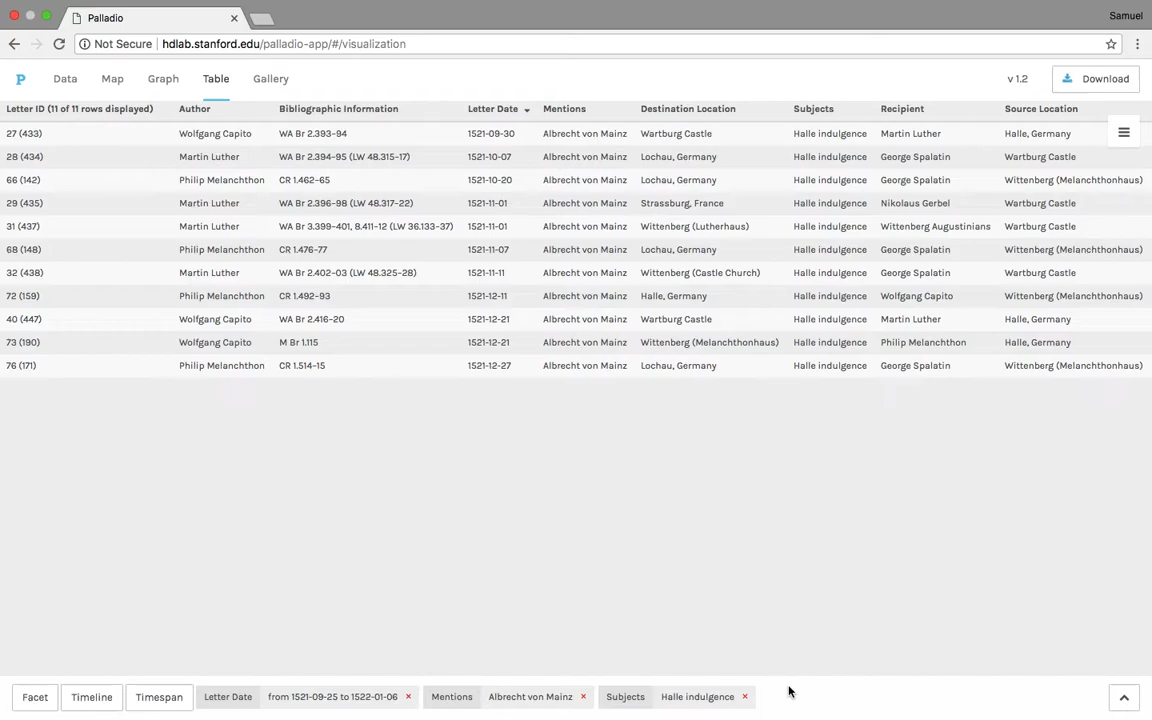 Palladio
Samuel
Not Secure | hdlab.stanford.edu/palladio-app/#/visualization
P Data Map Graph Table Gallery v 1.2 Download
Letter ID (11 of 11 rows displayed) Author Bibliographic Information Letter Date Mentions Destination Location Subjects Recipient Source Location
27 (433) Wolfgang Capito WA Br 2.393-94 1521-09-30 Albrecht von Mainz Wartburg Castle Halle indulgence Martin Luther Halle, Germany
28 (434) Martin Luther WA Br 2.394-95 (LW 48.315-17) 1521-10-07 Albrecht von Mainz Lochau, Germany Halle indulgence George Spalatin Wartburg Castle
66 (142) Philip Melanchthon CR 1.462-65 1521-10-20 Albrecht von Mainz Lochau, Germany Halle indulgence George Spalatin Wittenberg (Melanchthonhaus)
29 (435) Martin Luther WA Br 2.396-98 (LW 48.317-22) 1521-11-01 Albrecht von Mainz Strassburg, France Halle indulgence Nikolaus Gerbel Wartburg Castle
31 (437) Martin Luther WA Br 3.399-401, 8.411-12 (LW 36.133-37) 1521-11-01 Albrecht von Mainz Wittenberg (Lutherhaus) Halle indulgence Wittenberg Augustinians Wartburg Castle
68 (148) Philip Melanchthon CR 1.476-77 1521-11-07 Albrecht von Mainz Lochau, Germany Halle indulgence George Spalatin Wittenberg (Melanchthonhaus)
32 (438) Martin Luther WA Br 2.402-03 (LW 48.325-28) 1521-11-11 Albrecht von Mainz Wittenberg (Castle Church) Halle indulgence George Spalatin Wartburg Castle
72 (159) Philip Melanchthon CR 1.492-93 1521-12-11 Albrecht von Mainz Halle, Germany Halle indulgence Wolfgang Capito Wittenberg (Melanchthonhaus)
40 (447) Wolfgang Capito WA Br 2.416-20 1521-12-21 Albrecht von Mainz Wartburg Castle Halle indulgence Martin Luther Halle, Germany
73 (190) Wolfgang Capito M Br 1.115 1521-12-21 Albrecht von Mainz Wittenberg (Melanchthonhaus) Halle indulgence Philip Melanchthon Halle, Germany
76 (171) Philip Melanchthon CR 1.514-15 1521-12-27 Albrecht von Mainz Lochau, Germany Halle indulgence George Spalatin Wittenberg (Melanchthonhaus)
Facet Timeline Timespan Letter Date from 1521-09-25 to 1522-01-06 × Mentions Albrecht von Mainz × Subjects Halle indulgence ×